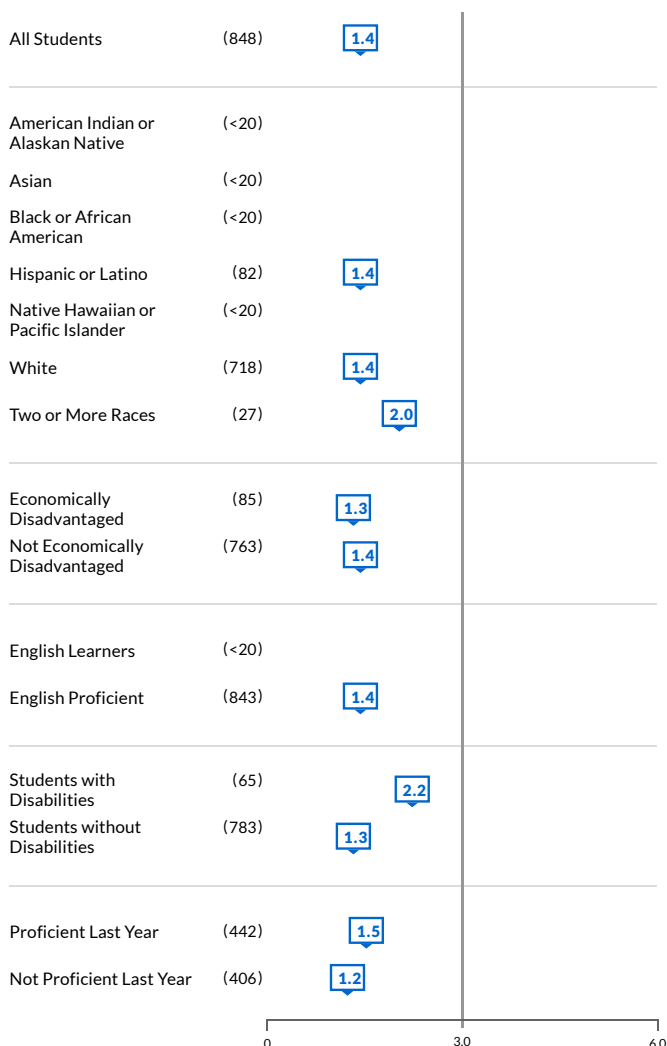 All Students (848) 1.4
American Indian or (<20)
Alaskan Native
Asian (<20)
Black or African (<20)
American
Hispanic or Latino (82) 1.4
Native Hawaiian or (<20)
Pacific Islander
White (718) 1.4
Two or More Races (27) 2.0
Economically (85) 1.3
Disadvantaged
Not Economically (763) 1.4
Disadvantaged
English Learners (<20)
English Proficient (843) 1.4
Students with (65) 2.2
Disabilities
Students without (783) 1.3
Disabilities
Proficient Last Year (442) 1.5
Not Proficient Last Year (406) 1.2
0 3.0 6.0